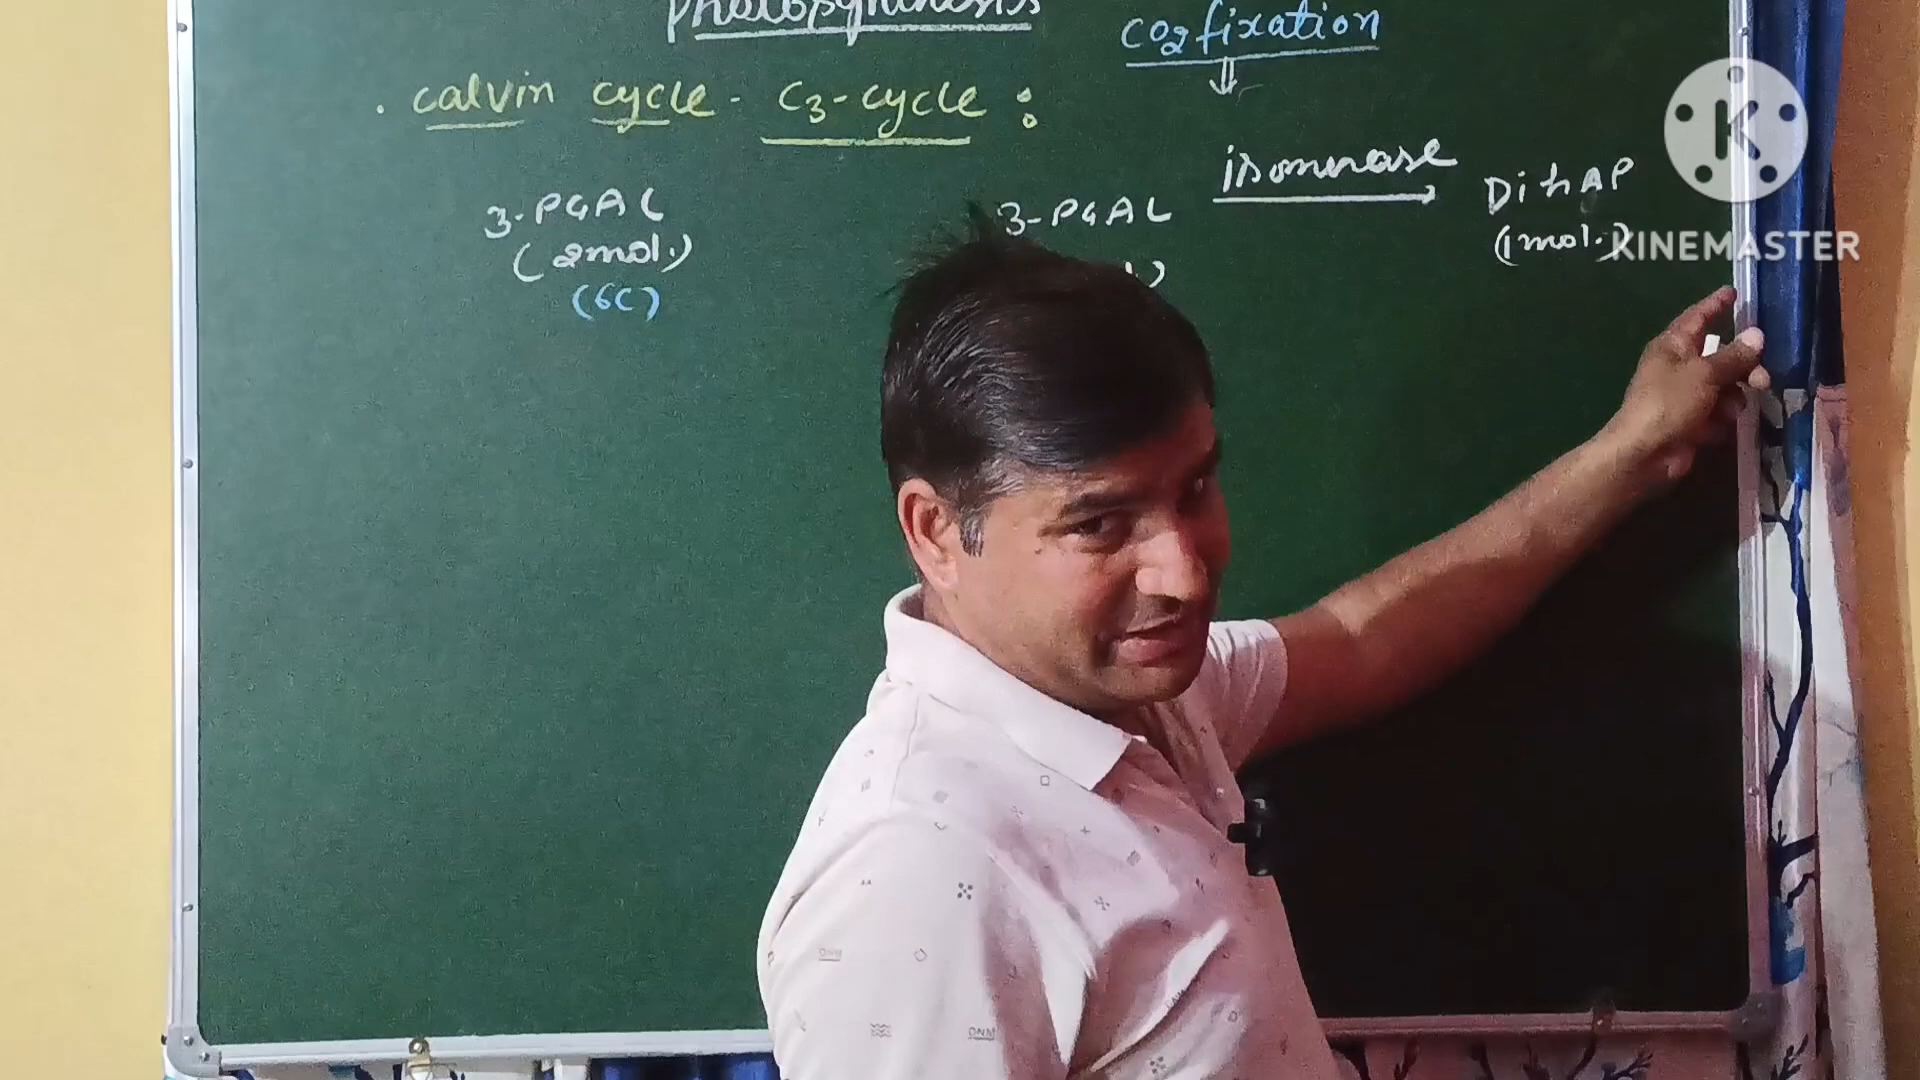 Photosynthesis
CO2 fixation
⇓
. calvin cycle - C3-cycle :
isomerase
3-PGAL
3-PGAL
DiHAP
(2mol.)
(1mol.)
(6C)
K
KINEMASTER